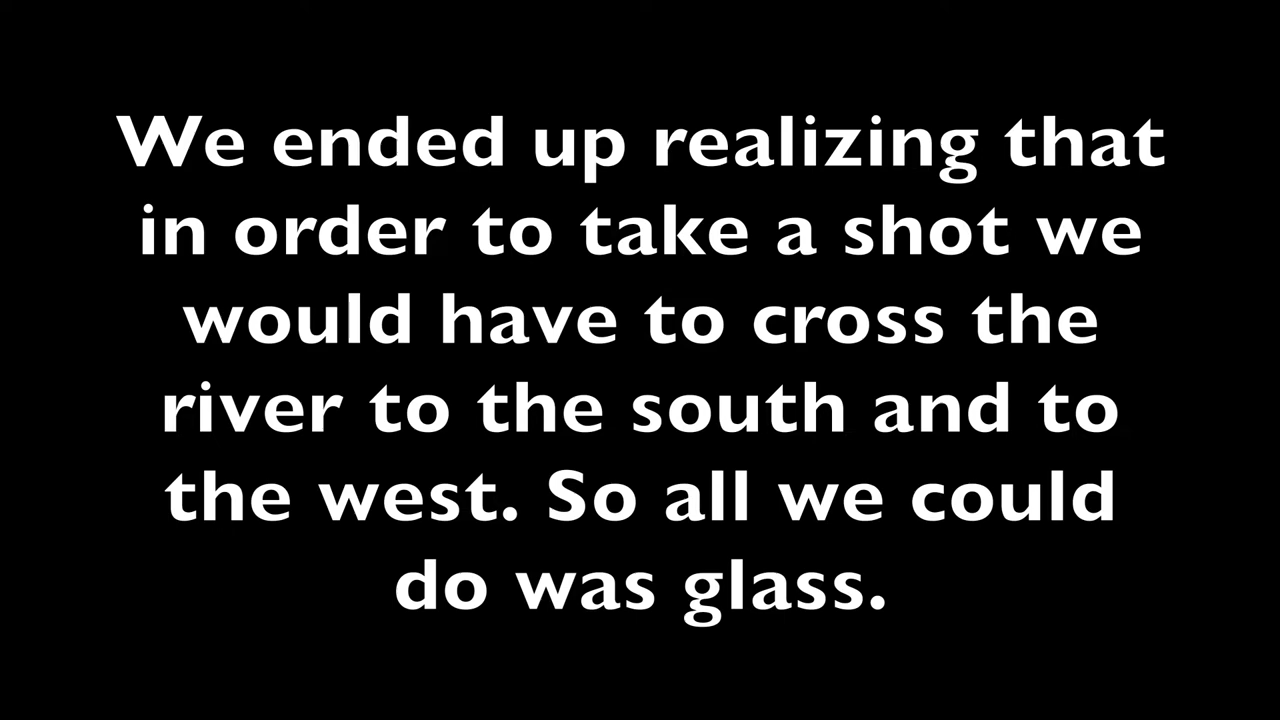 We ended up realizing that
in order to take a shot we
would have to cross the
river to the south and to
the west. So all we could
do was glass.